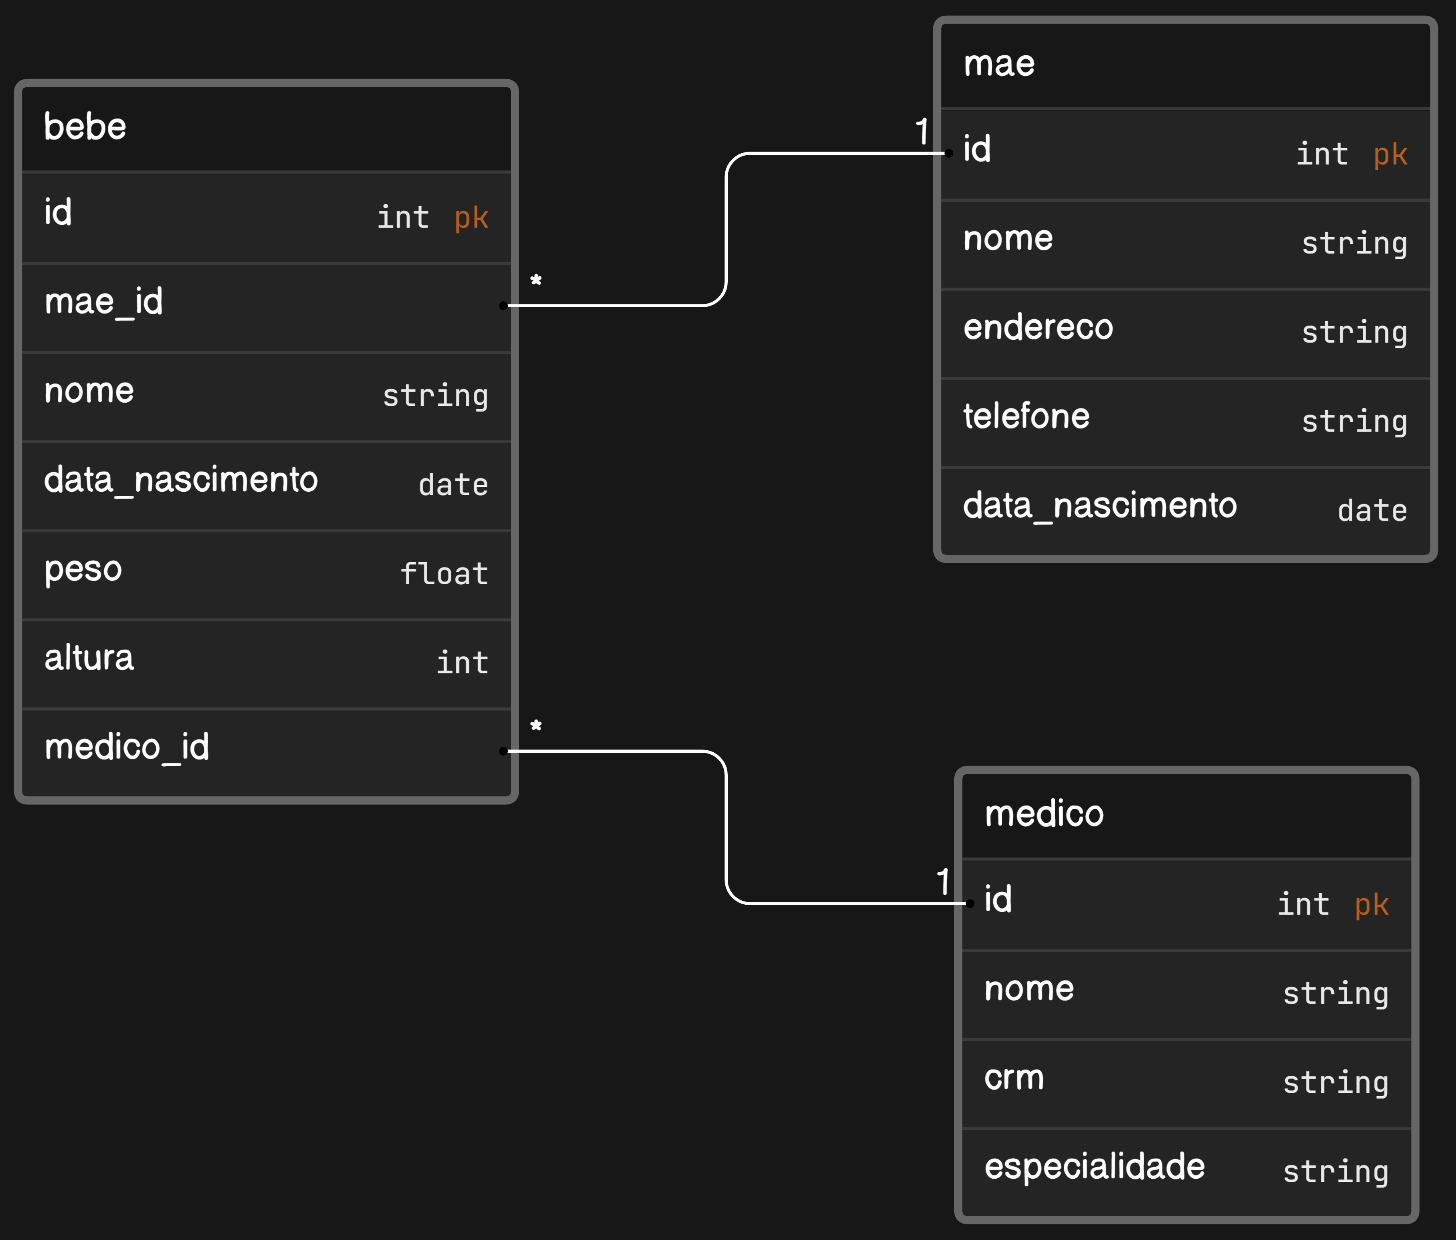 bebe
id int pk
mae_id
nome string
data_nascimento date
peso float
altura int
medico_id
*
*
1
mae
id int pk
nome string
endereco string
telefone string
data_nascimento date
1
medico
id int pk
nome string
crm string
especialidade string